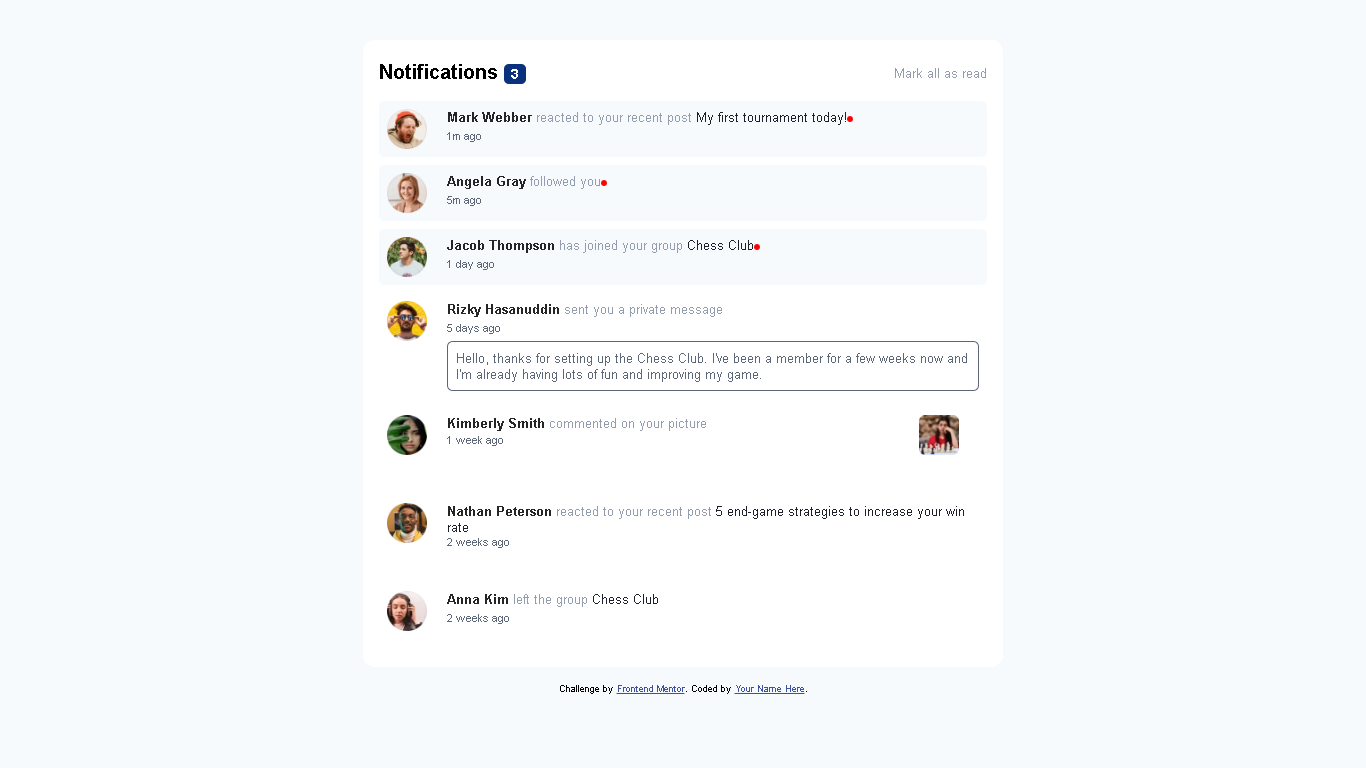 Notifications 3
Mark all as read
Mark Webber reacted to your recent post My first tournament today!
1m ago
Angela Gray followed you
5m ago
Jacob Thompson has joined your group Chess Club
1 day ago
Rizky Hasanuddin sent you a private message
5 days ago
Hello, thanks for setting up the Chess Club. I've been a member for a few weeks now and
I'm already having lots of fun and improving my game.
Kimberly Smith commented on your picture
1 week ago
Nathan Peterson reacted to your recent post 5 end-game strategies to increase your win
rate
2 weeks ago
Anna Kim left the group Chess Club
2 weeks ago
Challenge by Frontend Mentor. Coded by Your Name Here.